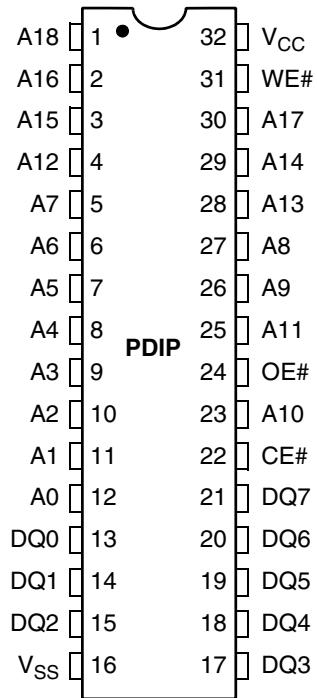 A18 1 32 VCC
A16 2 31 WE#
A15 3 30 A17
A12 4 29 A14
A7 5 28 A13
A6 6 27 A8
A5 7 26 A9
A4 8 25 A11
PDIP
A3 9 24 OE#
A2 10 23 A10
A1 11 22 CE#
A0 12 21 DQ7
DQ0 13 20 DQ6
DQ1 14 19 DQ5
DQ2 15 18 DQ4
VSS 16 17 DQ3